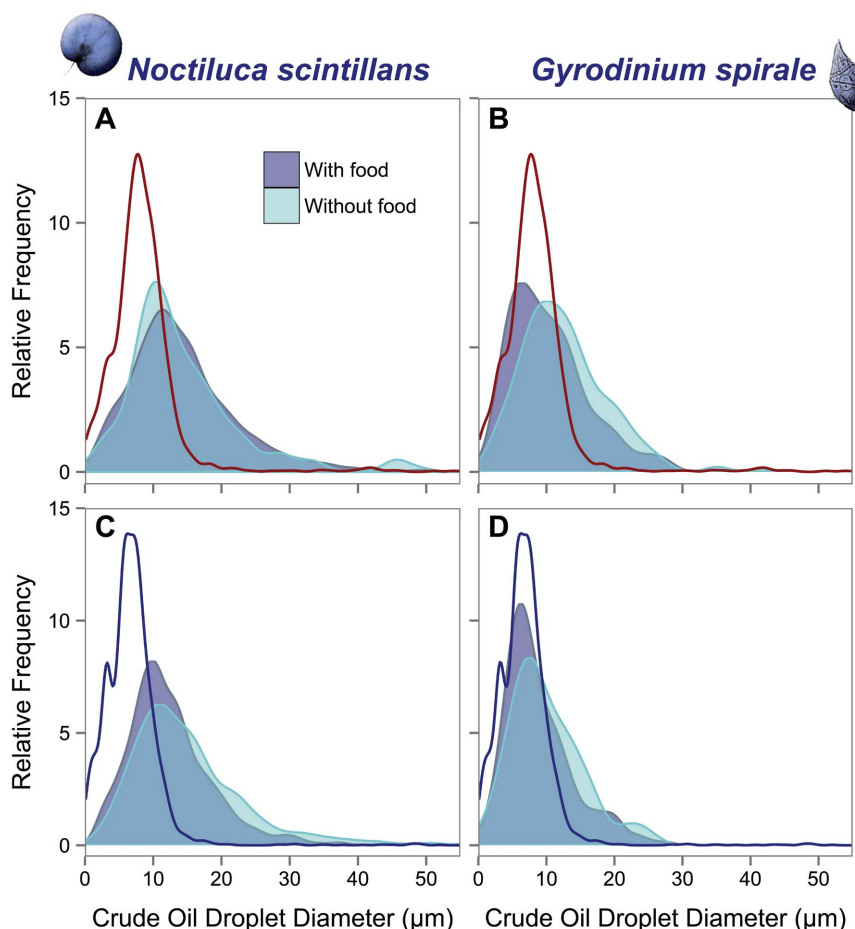 Noctiluca scintillans
Gyrodinium spirale
15
A
B
With food
Without food
10
5
0
Relative Frequency
15
C
D
10
5
0
Relative Frequency
0 10 20 30 40 50
0 10 20 30 40 50
Crude Oil Droplet Diameter (µm)
Crude Oil Droplet Diameter (µm)